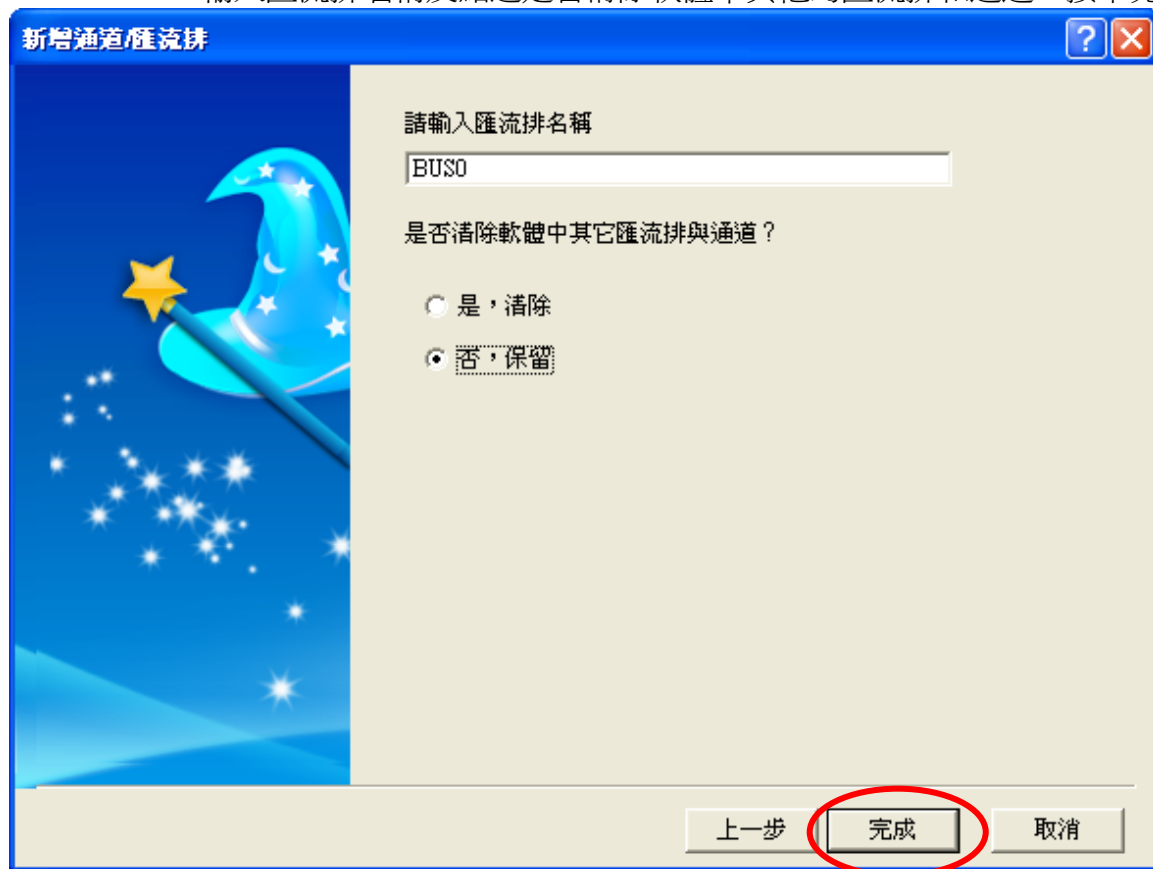 新增通道/匯流排
請輸入匯流排名稱
BUS0
是否清除軟體中其它匯流排與通道？
是，清除
否，保留
上一步 完成 取消